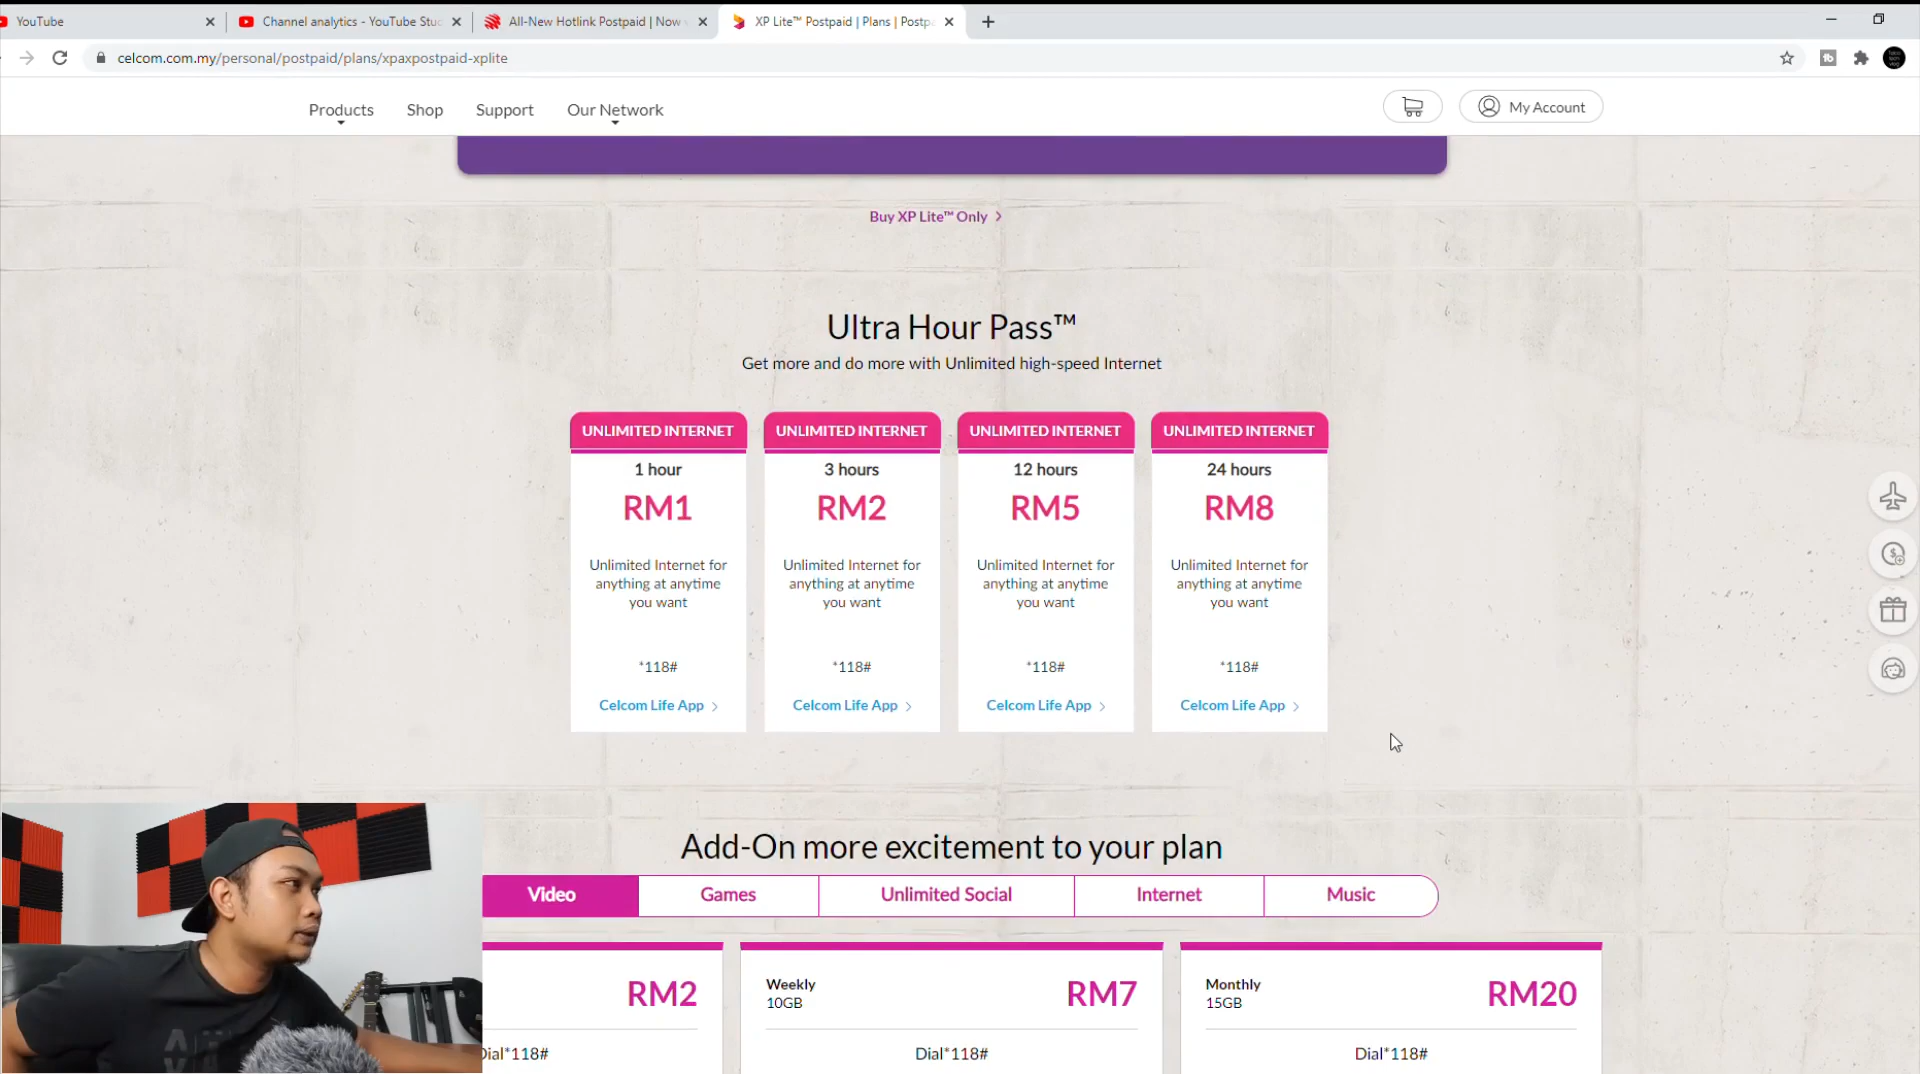 YouTube
Channel analytics - YouTube Stu
All-New Hotlink Postpaid | Now
XP Lite™ Postpaid | Plans | Postp
celcom.com.my/personal/postpaid/plans/xpaxpostpaid-xplite
Products
Shop
Support
Our Network
My Account
Buy XP Lite™ Only >
Ultra Hour Pass™
Get more and do more with Unlimited high-speed Internet
UNLIMITED INTERNET
1 hour
RM1
Unlimited Internet for
anything at anytime
you want
*118#
Celcom Life App >
UNLIMITED INTERNET
3 hours
RM2
Unlimited Internet for
anything at anytime
you want
*118#
Celcom Life App >
UNLIMITED INTERNET
12 hours
RM5
Unlimited Internet for
anything at anytime
you want
*118#
Celcom Life App >
UNLIMITED INTERNET
24 hours
RM8
Unlimited Internet for
anything at anytime
you want
*118#
Celcom Life App >
Add-On more excitement to your plan
Video
Games
Unlimited Social
Internet
Music
RM2
Dial*118#
Weekly
10GB
RM7
Dial*118#
Monthly
15GB
RM20
Dial*118#